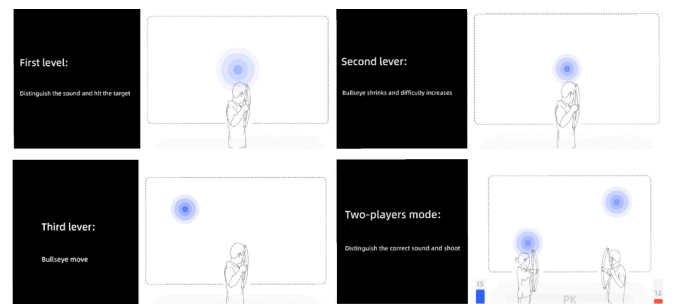 First level:
Distinguish the sound and hit the target
Second lever:
Bullseye shrinks and difficulty increases
Third lever:
Bullseye move
Two-players mode:
Distinguish the correct sound and shoot
15
PK
12